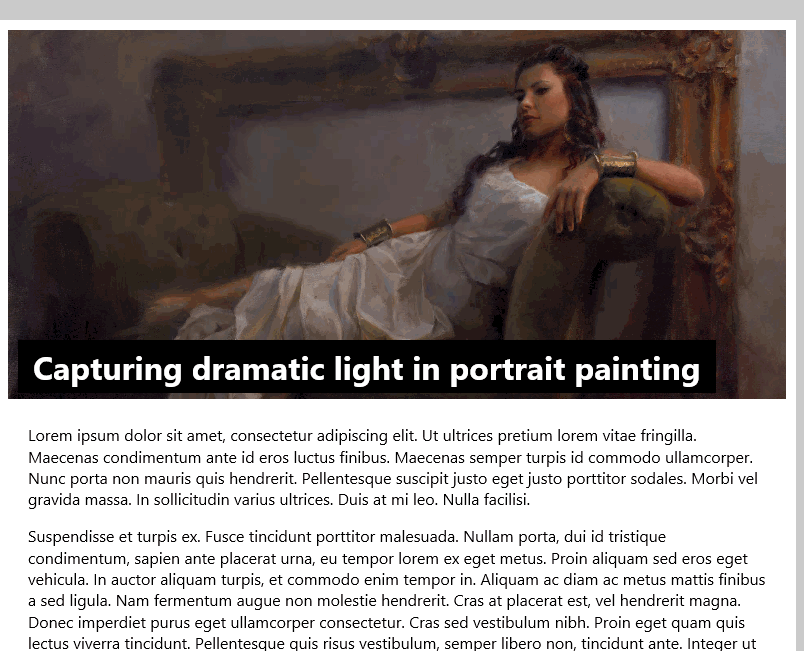 Capturing dramatic light in portrait painting
Lorem ipsum dolor sit amet, consectetur adipiscing elit. Ut ultrices pretium lorem vitae fringilla.
Maecenas condimentum ante id eros luctus finibus. Maecenas semper turpis id commodo ullamcorper.
Nunc porta non mauris quis hendrerit. Pellentesque suscipit justo eget justo porttitor sodales. Morbi vel
gravida massa. In sollicitudin varius ultrices. Duis at mi leo. Nulla facilisi.
Suspendisse et turpis ex. Fusce tincidunt porttitor malesuada. Nullam porta, dui id tristique
condimentum, sapien ante placerat urna, eu tempor lorem ex eget metus. Proin aliquam sed eros eget
vehicula. In auctor aliquam turpis, et commodo enim tempor in. Aliquam ac diam ac metus mattis finibus
a sed ligula. Nam fermentum augue non molestie hendrerit. Cras at placerat est, vel hendrerit magna.
Donec imperdiet purus eget ullamcorper consectetur. Cras sed vestibulum nibh. Proin eget quam quis
lectus viverra tincidunt. Pellentesque quis risus vestibulum, semper libero non, tincidunt ante. Integer ut